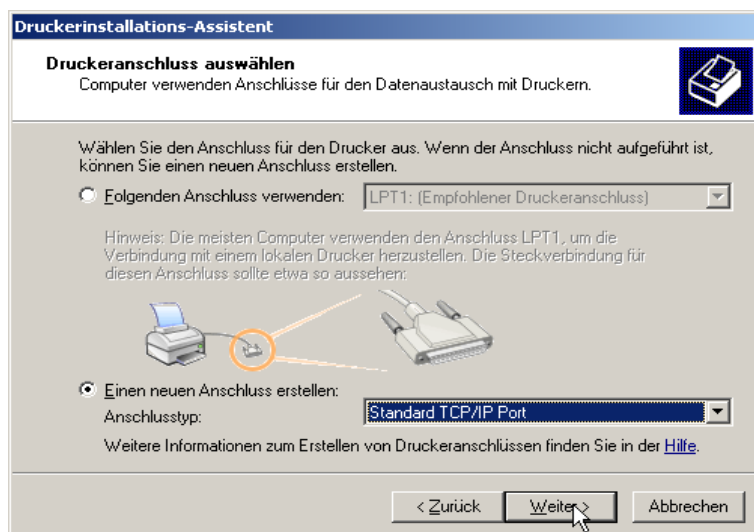 Druckerinstallations-Assistent
Druckeranschluss auswählen
Computer verwenden Anschlüsse für den Datenaustausch mit Druckern.
Wählen Sie den Anschluss für den Drucker aus. Wenn der Anschluss nicht aufgeführt ist,
können Sie einen neuen Anschluss erstellen.
Folgenden Anschluss verwenden: LPT1: (Empfohlener Druckeranschluss)
Hinweis: Die meisten Computer verwenden den Anschluss LPT1, um die
Verbindung mit einem lokalen Drucker herzustellen. Die Steckverbindung für
diesen Anschluss sollte etwa so aussehen:
Einen neuen Anschluss erstellen:
Anschlusstyp: Standard TCP/IP Port
Weitere Informationen zum Erstellen von Druckeranschlüssen finden Sie in der Hilfe.
< Zurück Weiter > Abbrechen